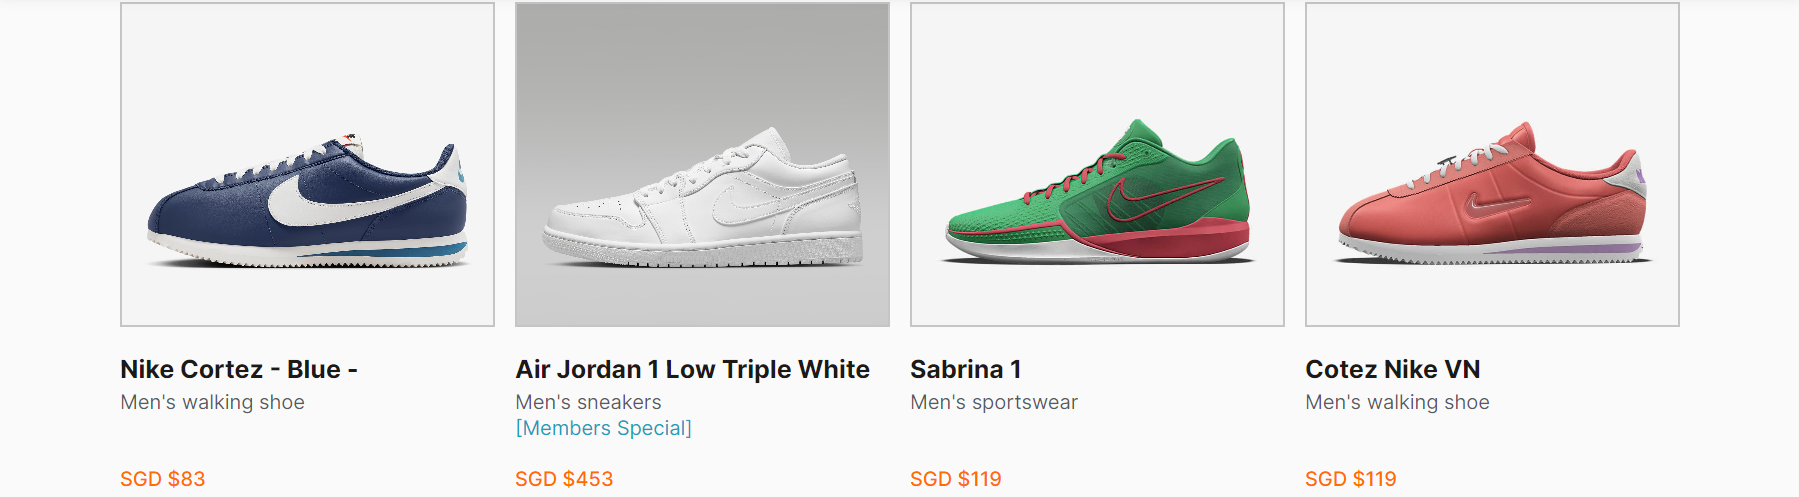 Nike Cortez - Blue -
Men's walking shoe
SGD $83
Air Jordan 1 Low Triple White
Men's sneakers
[Members Special]
SGD $453
Sabrina 1
Men's sportswear
SGD $119
Cotez Nike VN
Men's walking shoe
SGD $119